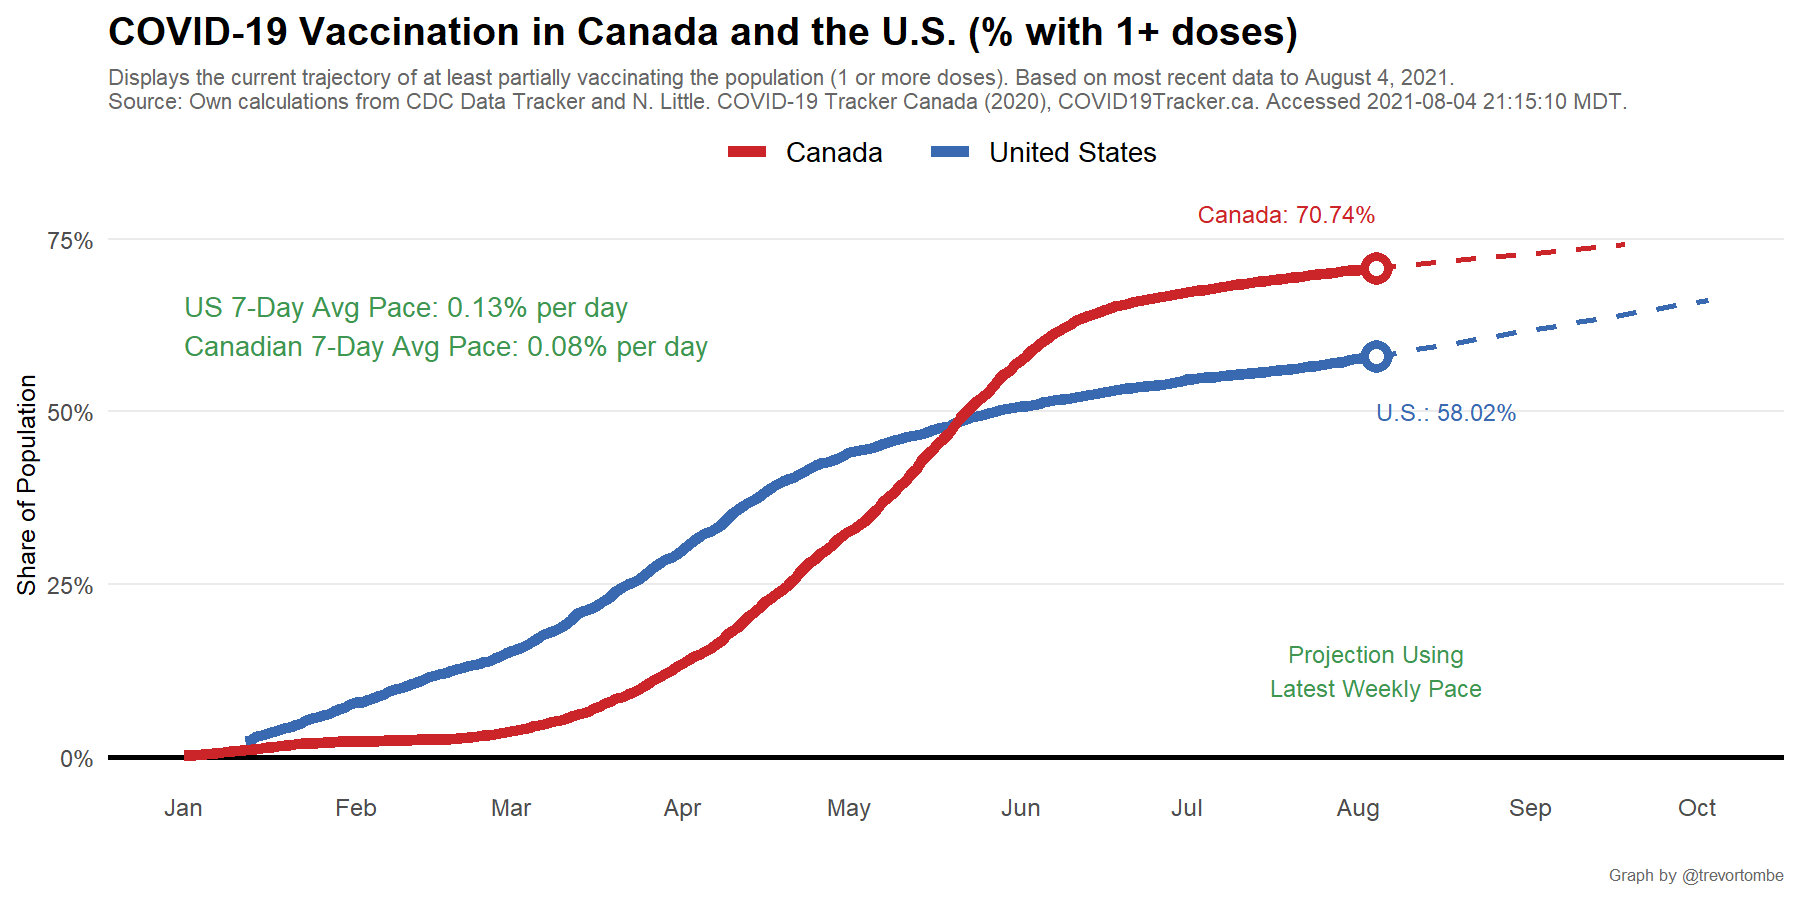 COVID-19 Vaccination in Canada and the U.S. (% with 1+ doses)
Displays the current trajectory of at least partially vaccinating the population (1 or more doses). Based on most recent data to August 4, 2021.
Source: Own calculations from CDC Data Tracker and N. Little. COVID-19 Tracker Canada (2020), COVID19Tracker.ca. Accessed 2021-08-04 21:15:10 MDT.
Canada United States
Canada: 70.74%
75%
US 7-Day Avg Pace: 0.13% per day
Canadian 7-Day Avg Pace: 0.08% per day
Share of Population
50%
U.S.: 58.02%
25%
Projection Using
Latest Weekly Pace
0%
Jan Feb Mar Apr May Jun Jul Aug Sep Oct
Graph by @trevortombe